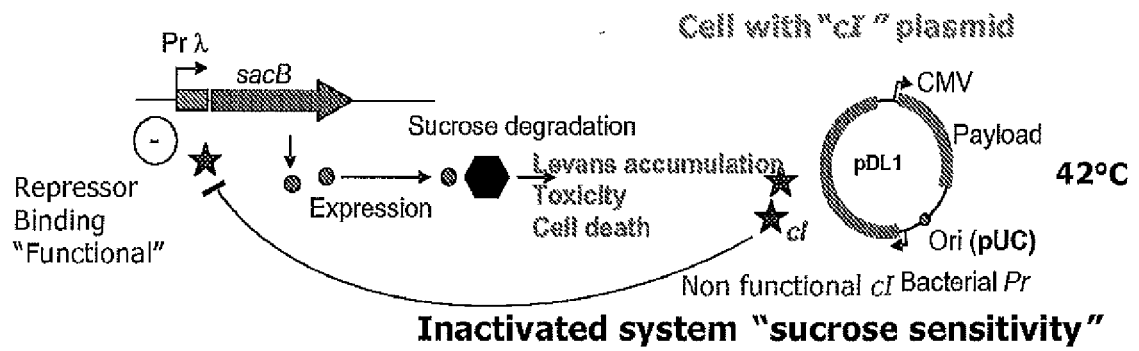 Cell with "cI" plasmid
Pr λ
sacB
CMV
Payload
pDL1
42°C
Sucrose degradation
-
Levans accumulation
Toxicity
Cell death
Expression
Repressor
Binding
"Functional"
cI
Ori (pUC)
Non functional cI Bacterial Pr
Inactivated system "sucrose sensitivity"